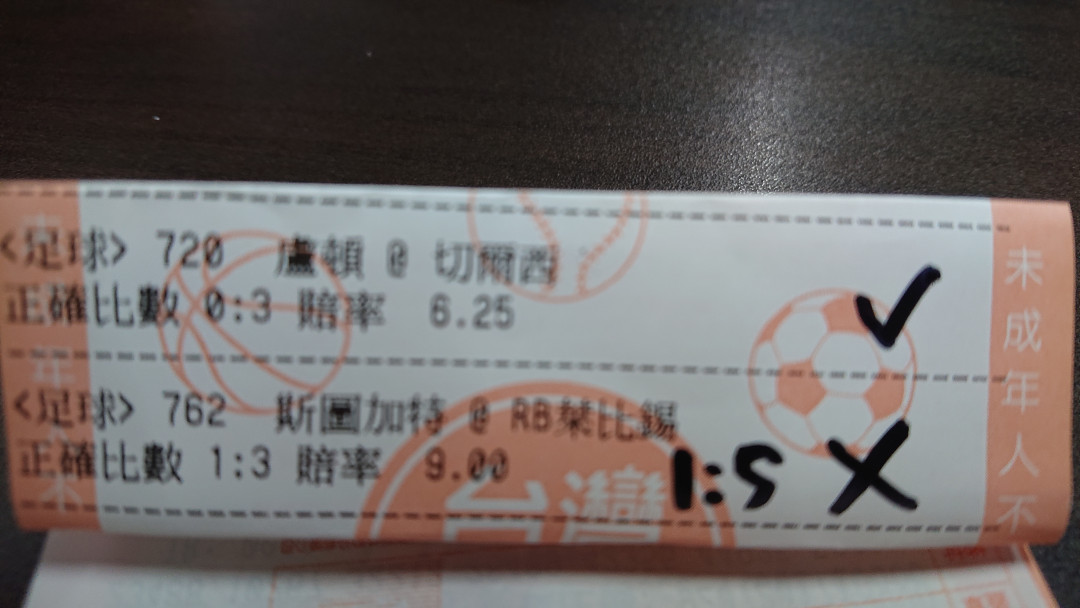 <足球> 720 盧頓 @ 切爾西
正確比數 0:3 賠率 6.25
<足球> 762 斯圖加特 @ RB萊比錫
正確比數 1:3 賠率 9.00
1:5
台灣
未成年人不